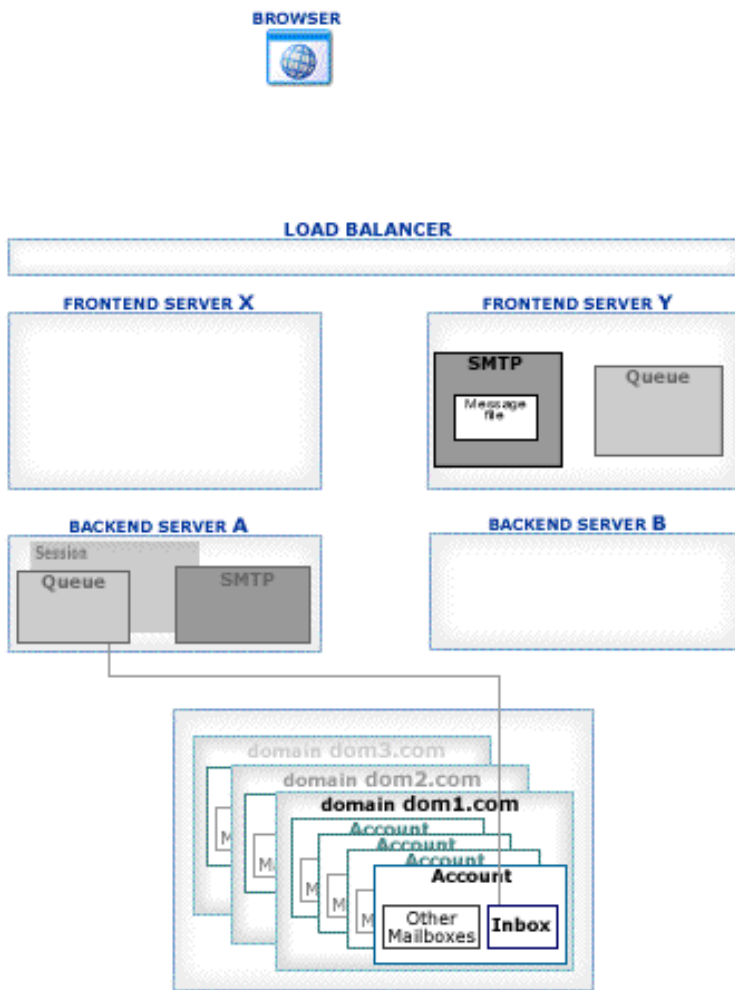 BROWSER
LOAD BALANCER
FRONTEND SERVER X
FRONTEND SERVER Y
SMTP
Message
file
Queue
BACKEND SERVER A
BACKEND SERVER B
Session
Queue
SMTP
domain dom3.com
domain dom2.com
domain dom1.com
Account
Account
Account
Account
M
Ma
M
M
M
Other
Mailboxes
Inbox